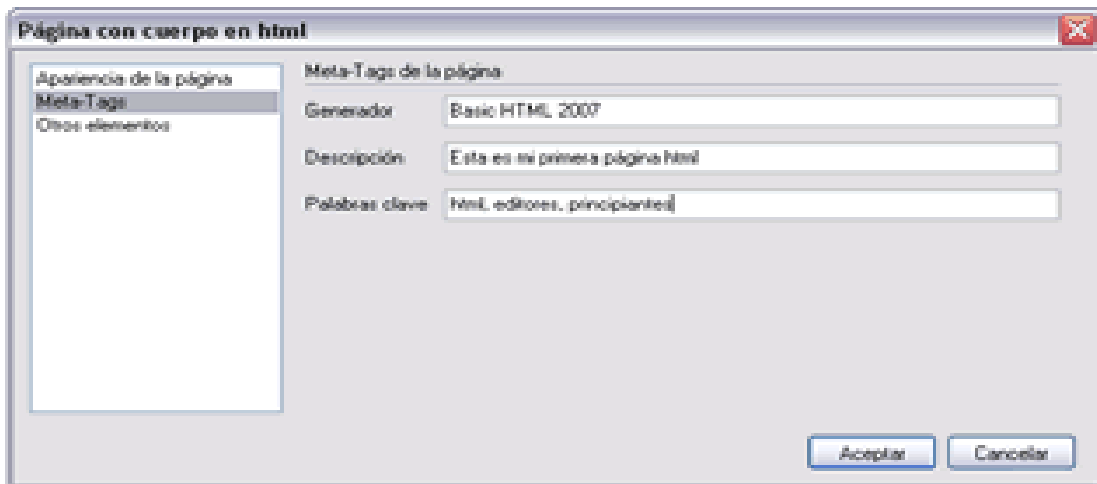 Página con cuerpo en html
Apariencia de la página
Meta-Tags
Otros elementos
Meta-Tags de la página
Generador Basic HTML 2007
Descripción Esta es mi primera página html
Palabras clave html, editores, principiantes
Aceptar Cancelar